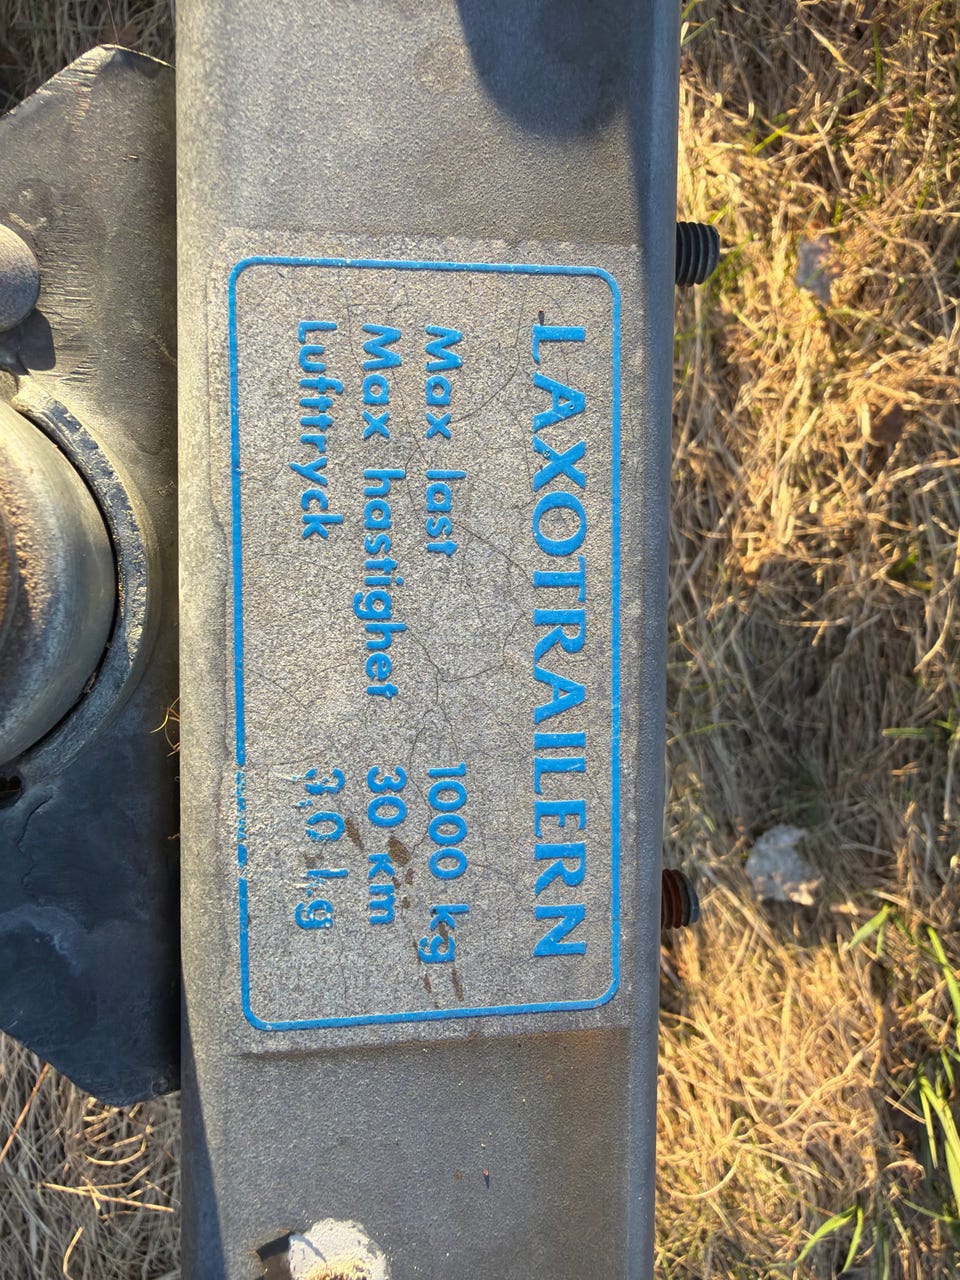 LAXOTRAILERN
Max last 1000 kg
Max hastighet 30 km
Lufttryck 3,0 kg